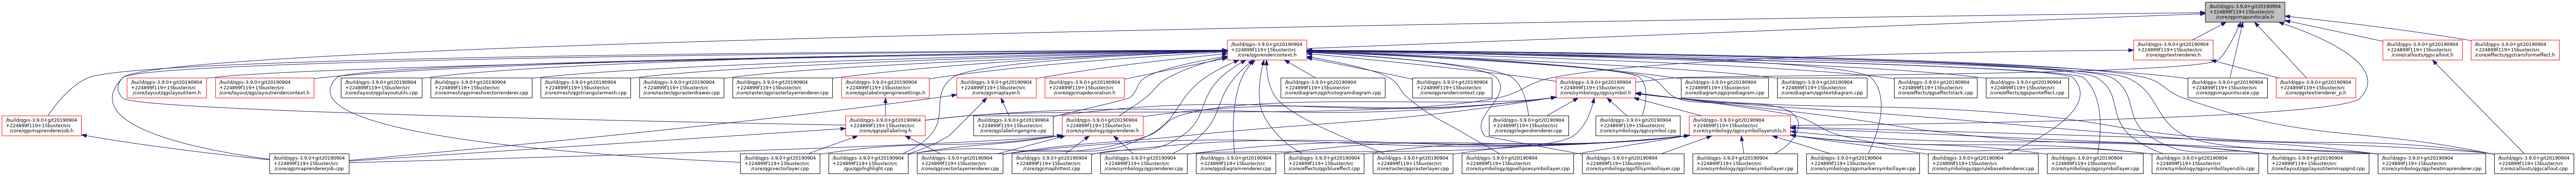 /build/qgis-3.9.0+git20190904
+224899f119+15buster/src
/core/qgsmapunitscale.h
/build/qgis-3.9.0+git20190904
+224899f119+15buster/src
/core/qgsrendercontext.h
/build/qgis-3.9.0+git20190904
+224899f119+15buster/src
/core/qgstextrenderer.h
/build/qgis-3.9.0+git20190904
+224899f119+15buster/src
/core/callouts/qgscallout.h
/build/qgis-3.9.0+git20190904
+224899f119+15buster/src
/core/effects/qgstransformeffect.h
/build/qgis-3.9.0+git20190904
+224899f119+15buster/src
/core/layout/qgslayoutitem.h
/build/qgis-3.9.0+git20190904
+224899f119+15buster/src
/core/layout/qgslayoutrendercontext.h
/build/qgis-3.9.0+git20190904
+224899f119+15buster/src
/core/layout/qgslayoututils.cpp
/build/qgis-3.9.0+git20190904
+224899f119+15buster/src
/core/mesh/qgsmeshvectorrenderer.cpp
/build/qgis-3.9.0+git20190904
+224899f119+15buster/src
/core/mesh/qgstriangularmesh.cpp
/build/qgis-3.9.0+git20190904
+224899f119+15buster/src
/core/raster/qgsrasterdrawer.cpp
/build/qgis-3.9.0+git20190904
+224899f119+15buster/src
/core/raster/qgsrasterlayerrenderer.cpp
/build/qgis-3.9.0+git20190904
+224899f119+15buster/src
/core/qgslabelingenginesettings.h
/build/qgis-3.9.0+git20190904
+224899f119+15buster/src
/core/qgsmaplayer.h
/build/qgis-3.9.0+git20190904
+224899f119+15buster/src
/core/qgsmapdecoration.h
/build/qgis-3.9.0+git20190904
+224899f119+15buster/src
/core/diagram/qgshistogramdiagram.cpp
/build/qgis-3.9.0+git20190904
+224899f119+15buster/src
/core/qgsrendercontext.cpp
/build/qgis-3.9.0+git20190904
+224899f119+15buster/src
/core/symbology/qgssymbol.h
/build/qgis-3.9.0+git20190904
+224899f119+15buster/src
/core/diagram/qgspiediagram.cpp
/build/qgis-3.9.0+git20190904
+224899f119+15buster/src
/core/diagram/qgstextdiagram.cpp
/build/qgis-3.9.0+git20190904
+224899f119+15buster/src
/core/effects/qgseffectstack.cpp
/build/qgis-3.9.0+git20190904
+224899f119+15buster/src
/core/effects/qgspainteffect.cpp
/build/qgis-3.9.0+git20190904
+224899f119+15buster/src
/core/qgsmapunitscale.cpp
/build/qgis-3.9.0+git20190904
+224899f119+15buster/src
/core/qgstextrenderer_p.h
/build/qgis-3.9.0+git20190904
+224899f119+15buster/src
/core/qgsmaprendererjob.h
/build/qgis-3.9.0+git20190904
+224899f119+15buster/src
/core/qgspallabeling.h
/build/qgis-3.9.0+git20190904
+224899f119+15buster/src
/core/qgslabelingengine.cpp
/build/qgis-3.9.0+git20190904
+224899f119+15buster/src
/core/symbology/qgsrenderer.h
/build/qgis-3.9.0+git20190904
+224899f119+15buster/src
/core/qgslegendrenderer.cpp
/build/qgis-3.9.0+git20190904
+224899f119+15buster/src
/core/symbology/qgssymbol.cpp
/build/qgis-3.9.0+git20190904
+224899f119+15buster/src
/core/symbology/qgssymbollayerutils.h
/build/qgis-3.9.0+git20190904
+224899f119+15buster/src
/core/qgsmaprendererjob.cpp
/build/qgis-3.9.0+git20190904
+224899f119+15buster/src
/core/qgsvectorlayer.cpp
/build/qgis-3.9.0+git20190904
+224899f119+15buster/src
/gui/qgshighlight.cpp
/build/qgis-3.9.0+git20190904
+224899f119+15buster/src
/core/qgsvectorlayerrenderer.cpp
/build/qgis-3.9.0+git20190904
+224899f119+15buster/src
/core/qgsmaphittest.cpp
/build/qgis-3.9.0+git20190904
+224899f119+15buster/src
/core/symbology/qgsrenderer.cpp
/build/qgis-3.9.0+git20190904
+224899f119+15buster/src
/core/qgsdiagramrenderer.cpp
/build/qgis-3.9.0+git20190904
+224899f119+15buster/src
/core/effects/qgsblureffect.cpp
/build/qgis-3.9.0+git20190904
+224899f119+15buster/src
/core/raster/qgsrasterlayer.cpp
/build/qgis-3.9.0+git20190904
+224899f119+15buster/src
/core/symbology/qgsellipsesymbollayer.cpp
/build/qgis-3.9.0+git20190904
+224899f119+15buster/src
/core/symbology/qgsfillsymbollayer.cpp
/build/qgis-3.9.0+git20190904
+224899f119+15buster/src
/core/symbology/qgslinesymbollayer.cpp
/build/qgis-3.9.0+git20190904
+224899f119+15buster/src
/core/symbology/qgsmarkersymbollayer.cpp
/build/qgis-3.9.0+git20190904
+224899f119+15buster/src
/core/symbology/qgsrulebasedrenderer.cpp
/build/qgis-3.9.0+git20190904
+224899f119+15buster/src
/core/symbology/qgssymbollayer.cpp
/build/qgis-3.9.0+git20190904
+224899f119+15buster/src
/core/symbology/qgssymbollayerutils.cpp
/build/qgis-3.9.0+git20190904
+224899f119+15buster/src
/core/layout/qgslayoutitemmapgrid.cpp
/build/qgis-3.9.0+git20190904
+224899f119+15buster/src
/core/symbology/qgsheatmaprenderer.cpp
/build/qgis-3.9.0+git20190904
+224899f119+15buster/src
/core/callouts/qgscallout.cpp